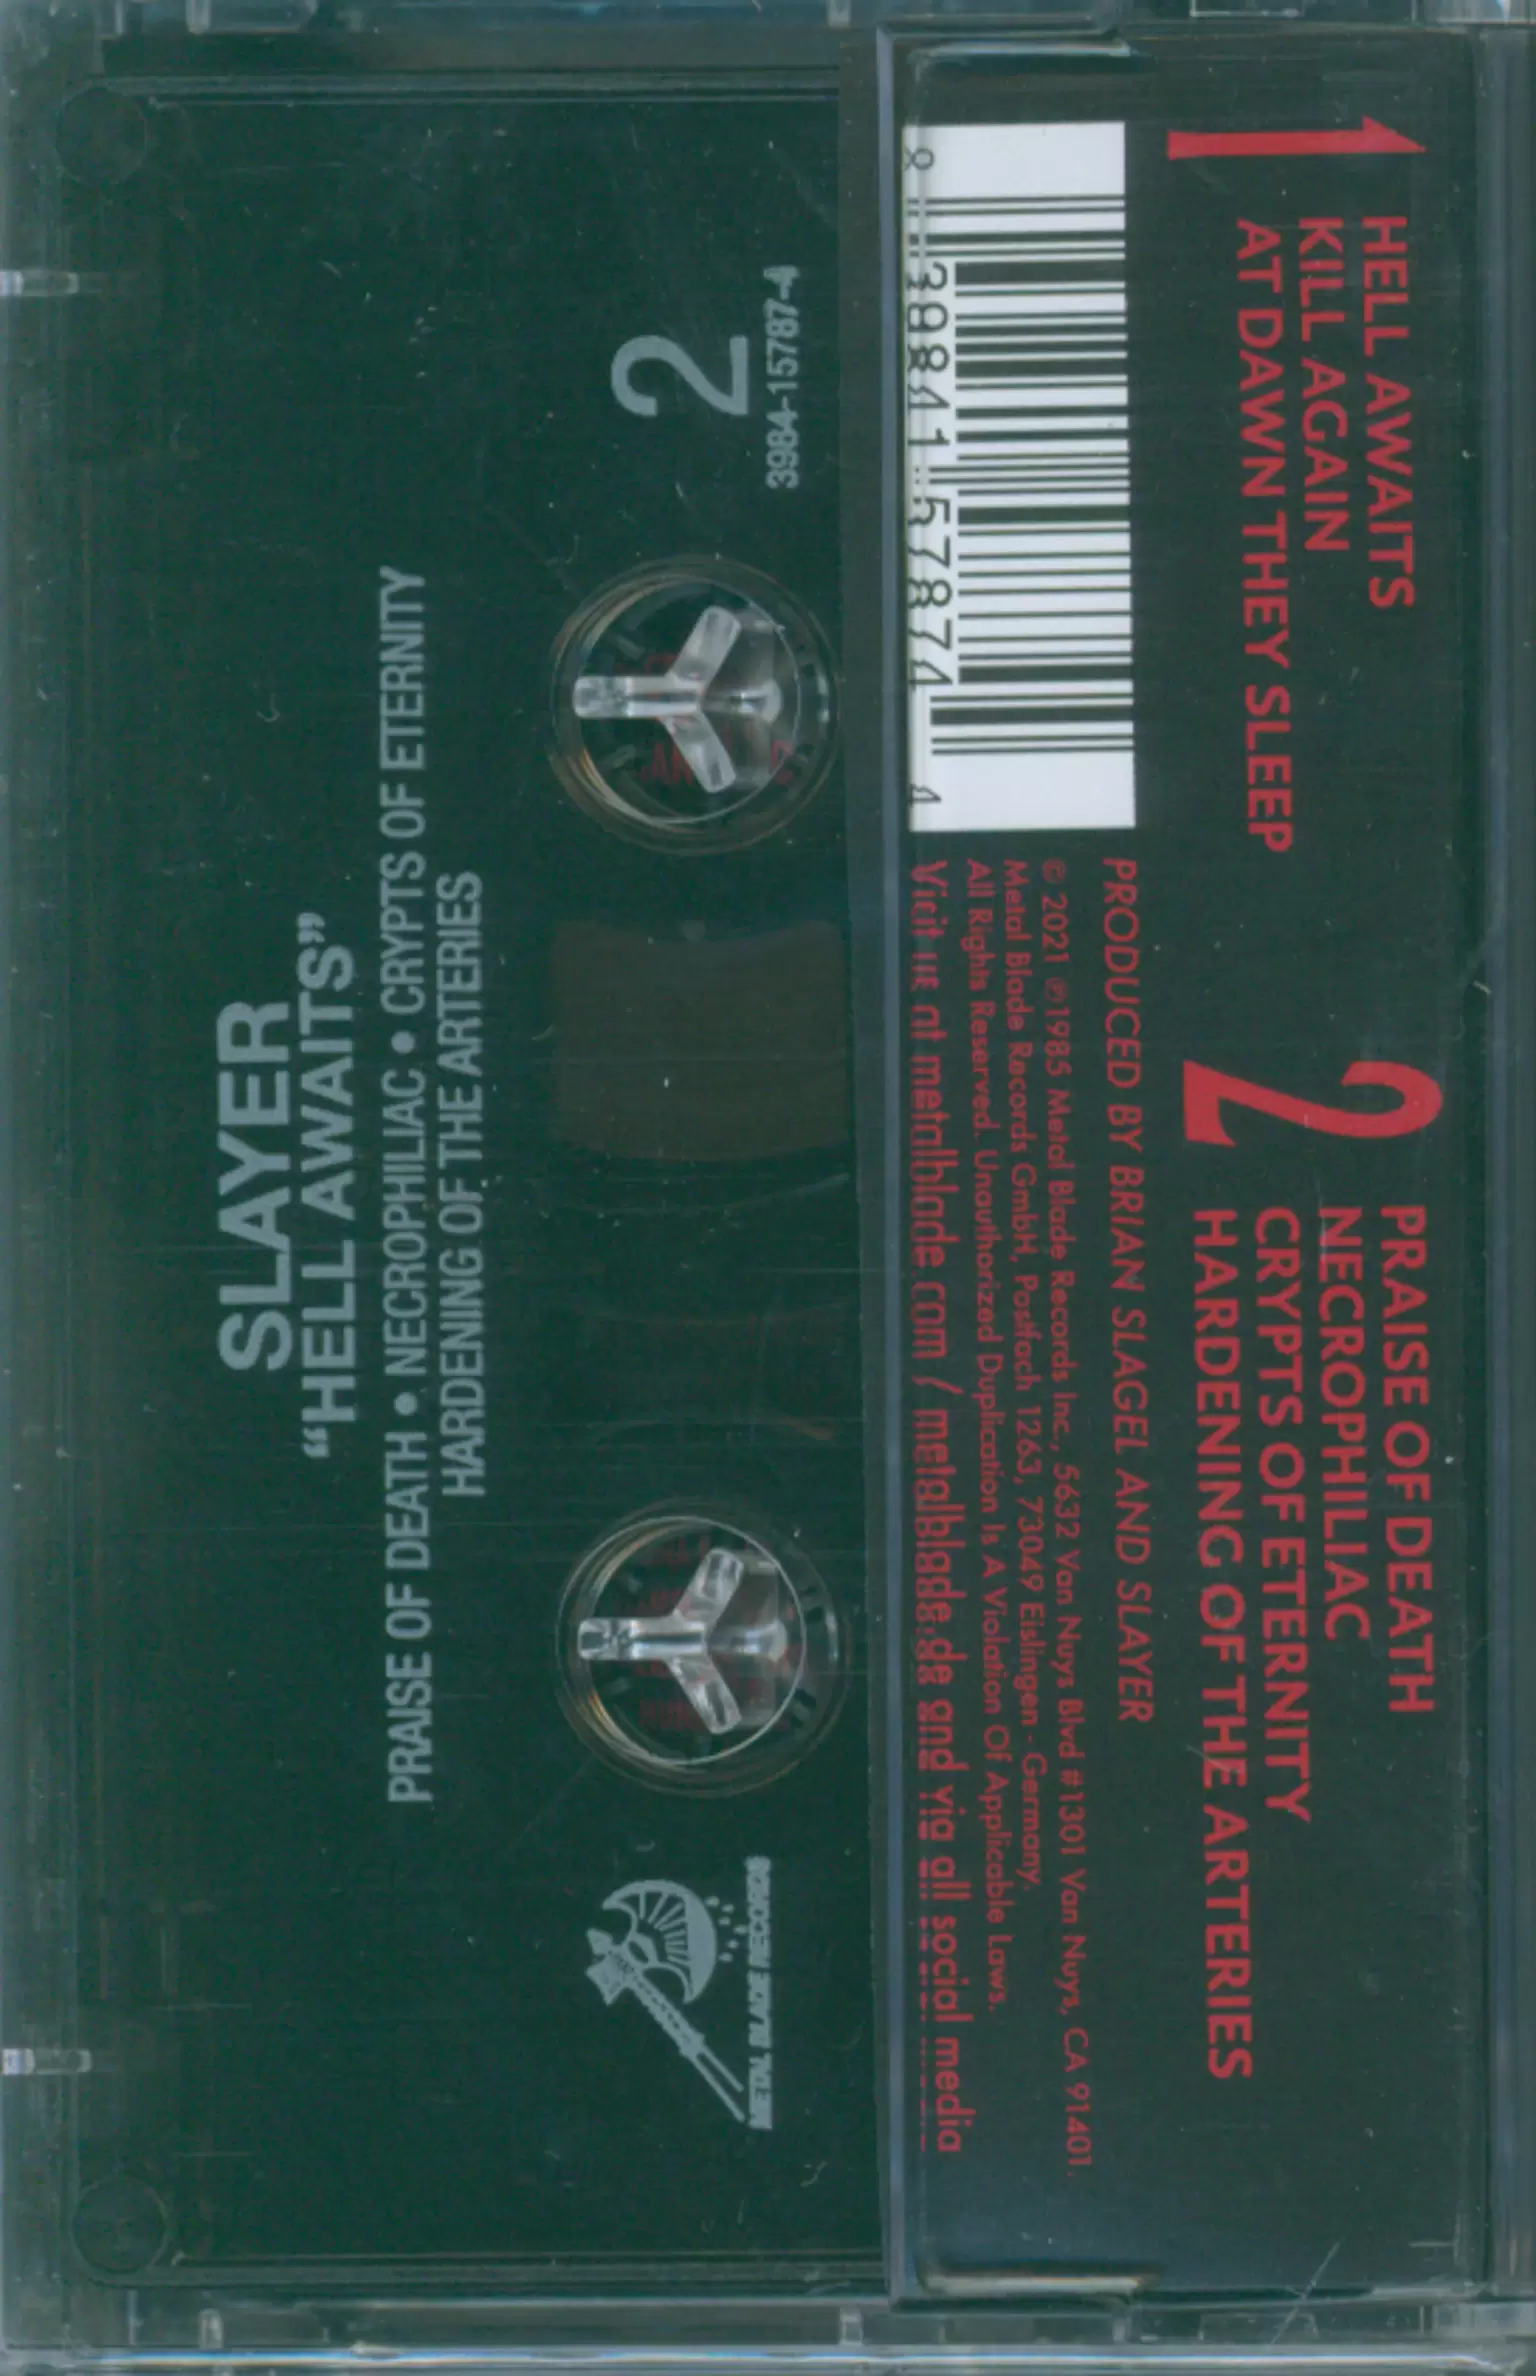 1
HELL AWAITS
KILL AGAIN
AT DAWN THEY SLEEP
2
PRAISE OF DEATH
NECROPHILIAC
CRYPTS OF ETERNITY
HARDENING OF THE ARTERIES
PRODUCED BY BRIAN SLAGEL AND SLAYER
© 2021 ℗1985 Metal Blade Records Inc., 5632 Van Nuys Blvd #1301 Van Nuys, CA 91401.
Metal Blade Records GmbH, Postfach 1263, 73049 Eislingen - Germany.
All Rights Reserved. Unauthorized Duplication Is A Violation Of Applicable Laws.
Visit us at metalblade.com / metalblade.de and via all social media
0 39841 57874 4
3984-15787-4
2
METAL BLADE RECORDS
PRAISE OF DEATH • NECROPHILIAC • CRYPTS OF ETERNITY
HARDENING OF THE ARTERIES
SLAYER
“HELL AWAITS”